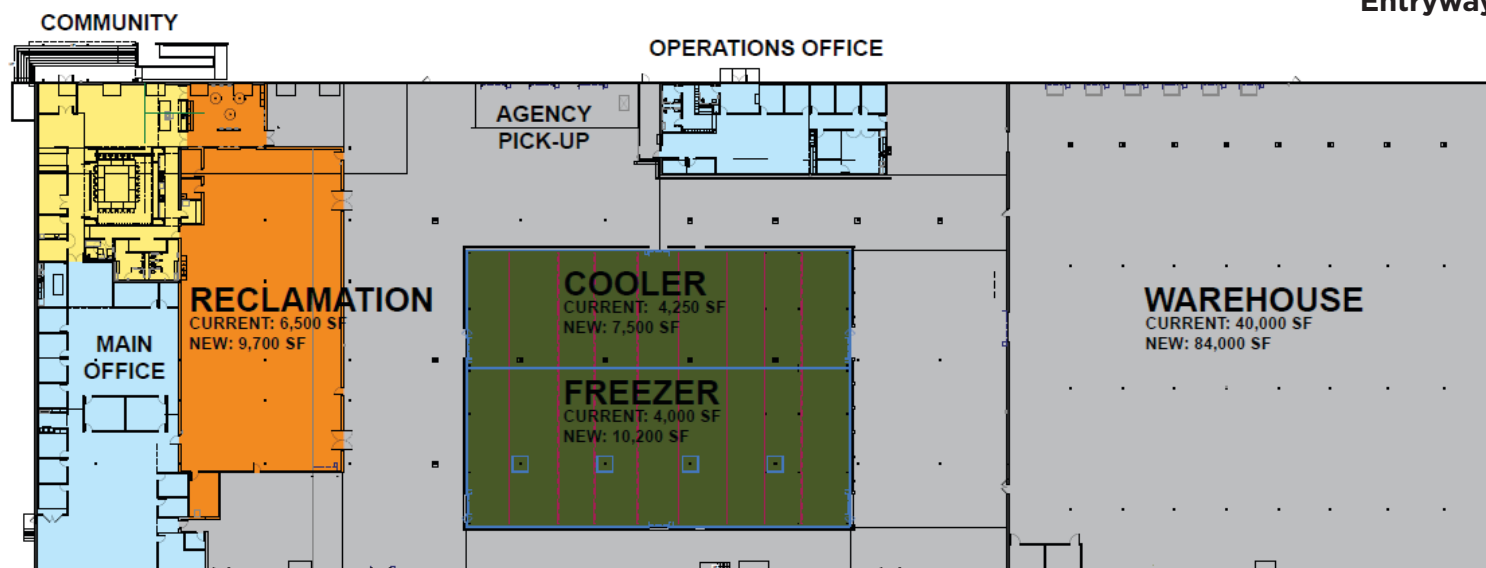 Entryway
COMMUNITY
OPERATIONS OFFICE
AGENCY
PICK-UP
RECLAMATION
CURRENT: 6,500 SF
NEW: 9,700 SF
MAIN
OFFICE
COOLER
CURRENT: 4,250 SF
NEW: 7,500 SF
FREEZER
CURRENT: 4,000 SF
NEW: 10,200 SF
WAREHOUSE
CURRENT: 40,000 SF
NEW: 84,000 SF